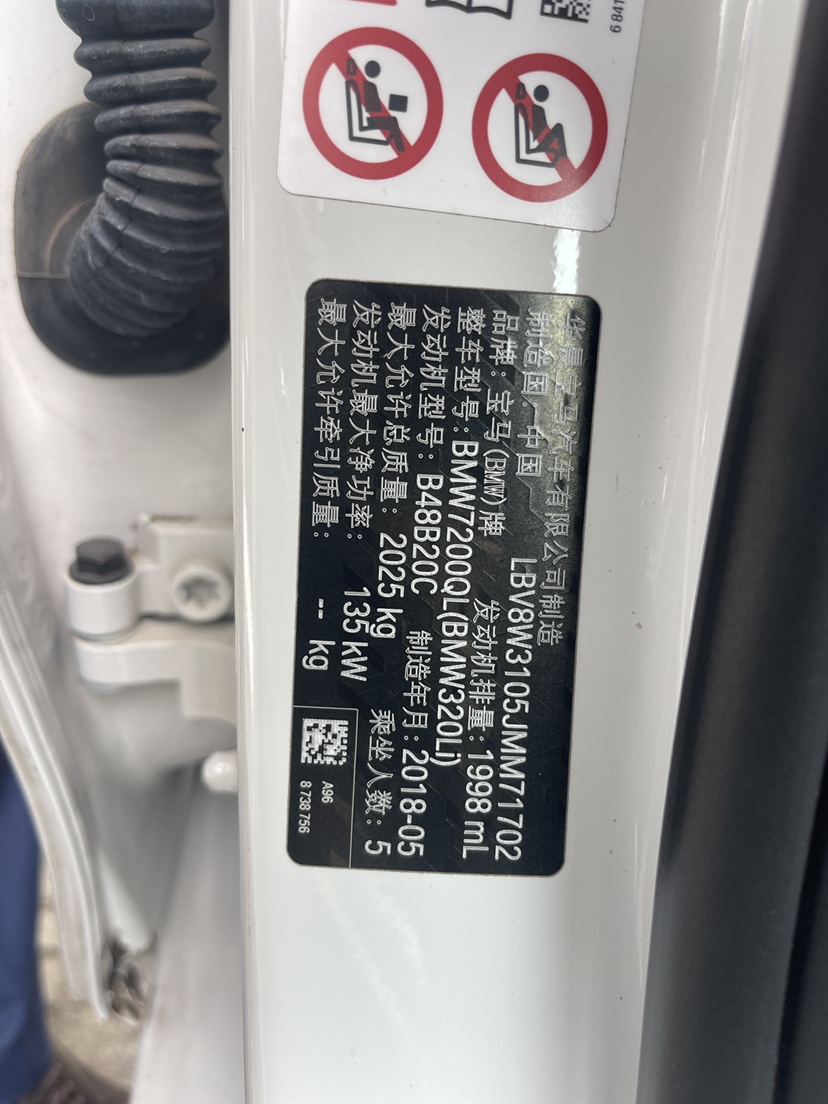 6 841
华晨宝马汽车有限公司制造
制造国：中国 LBV8W3105JMM71702
品牌：宝马(BMW)牌 发动机排量：1998 mL
整车型号：BMW7200QL(BMW320LI)
发动机型号：B48B20C 制造年月：2018-05
最大允许总质量：2025 kg 乘坐人数：5
发动机最大净功率：135 kW
最大允许牵引质量：-- kg
A96
8 738 756